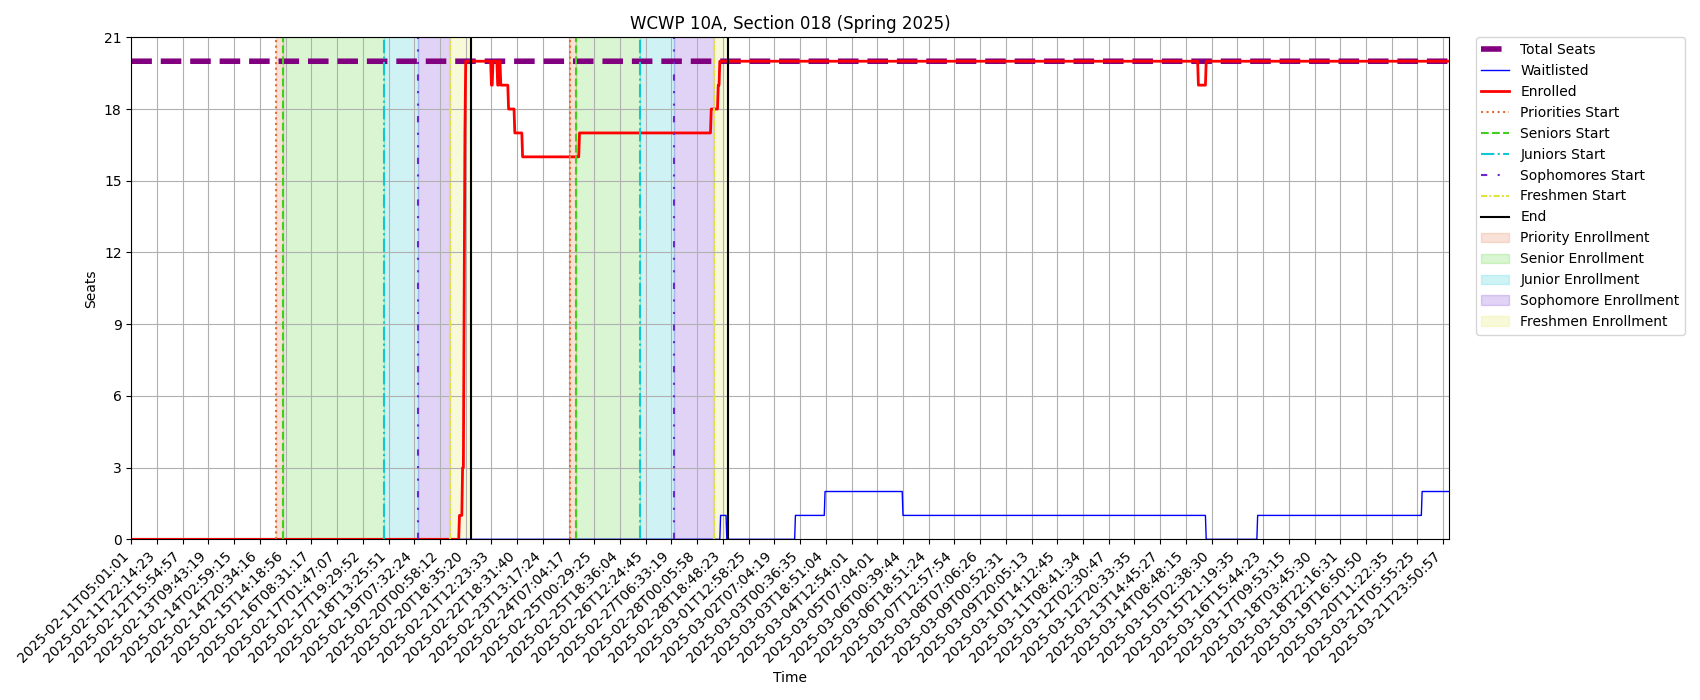 WCWP 10A, Section 018 (Spring 2025)
21
18
15
12
9
6
3
0
Seats
2025-02-11T05:01:01
2025-02-11T22:14:23
2025-02-12T15:54:57
2025-02-13T09:43:19
2025-02-14T02:59:15
2025-02-14T20:34:16
2025-02-15T14:18:56
2025-02-16T08:31:17
2025-02-17T01:47:07
2025-02-17T19:29:52
2025-02-18T13:25:51
2025-02-19T07:32:24
2025-02-20T00:58:12
2025-02-20T18:35:20
2025-02-21T12:23:33
2025-02-22T18:31:40
2025-02-23T13:17:24
2025-02-24T07:04:17
2025-02-25T00:29:25
2025-02-25T18:36:04
2025-02-26T12:24:45
2025-02-27T06:33:19
2025-02-28T00:05:58
2025-02-28T18:48:23
2025-03-01T12:58:25
2025-03-02T07:04:19
2025-03-03T00:36:35
2025-03-03T18:51:04
2025-03-04T12:54:01
2025-03-05T07:04:01
2025-03-06T00:39:44
2025-03-06T18:51:24
2025-03-07T12:57:54
2025-03-08T07:06:26
2025-03-09T00:52:31
2025-03-09T20:05:13
2025-03-10T14:12:45
2025-03-11T08:41:34
2025-03-12T02:30:47
2025-03-12T20:33:35
2025-03-13T14:45:27
2025-03-14T08:48:15
2025-03-15T02:38:30
2025-03-15T21:19:35
2025-03-16T15:44:23
2025-03-17T09:53:15
2025-03-18T03:45:30
2025-03-18T22:16:31
2025-03-19T16:50:50
2025-03-20T11:22:35
2025-03-21T05:55:25
2025-03-21T23:50:57
Time
Total Seats
Waitlisted
Enrolled
Priorities Start
Seniors Start
Juniors Start
Sophomores Start
Freshmen Start
End
Priority Enrollment
Senior Enrollment
Junior Enrollment
Sophomore Enrollment
Freshmen Enrollment